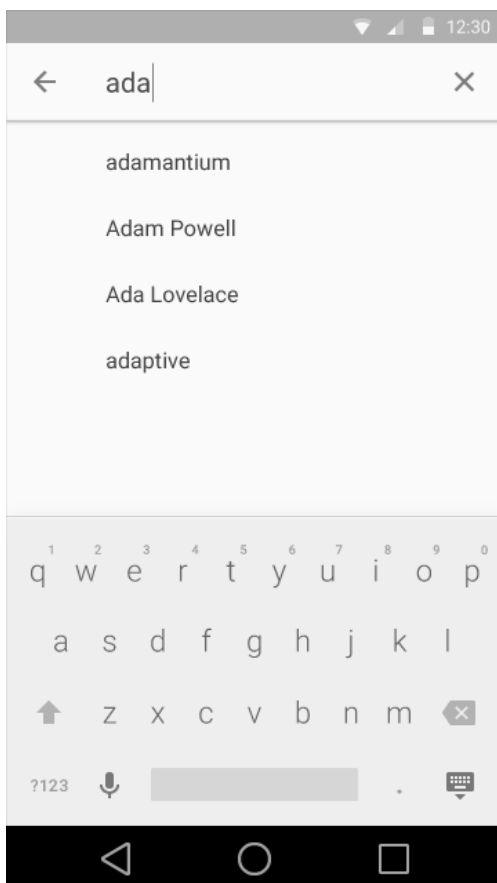 12:30
ada
adamantium
Adam Powell
Ada Lovelace
adaptive
1 2 3 4 5 6 7 8 9 0
q w e r t y u i o p
a s d f g h j k l
z x c v b n m
?123 .